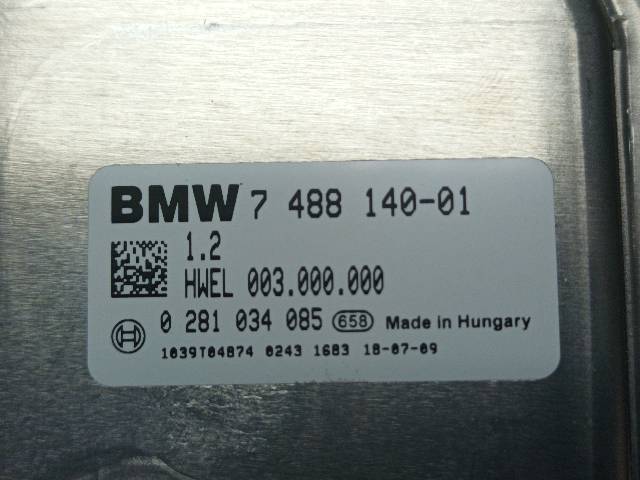 BMW 7 488 140-01
1.2
HWEL 003.000.000
0 281 034 085 658 Made in Hungary
1039T04874 0243 1683 18-07-09